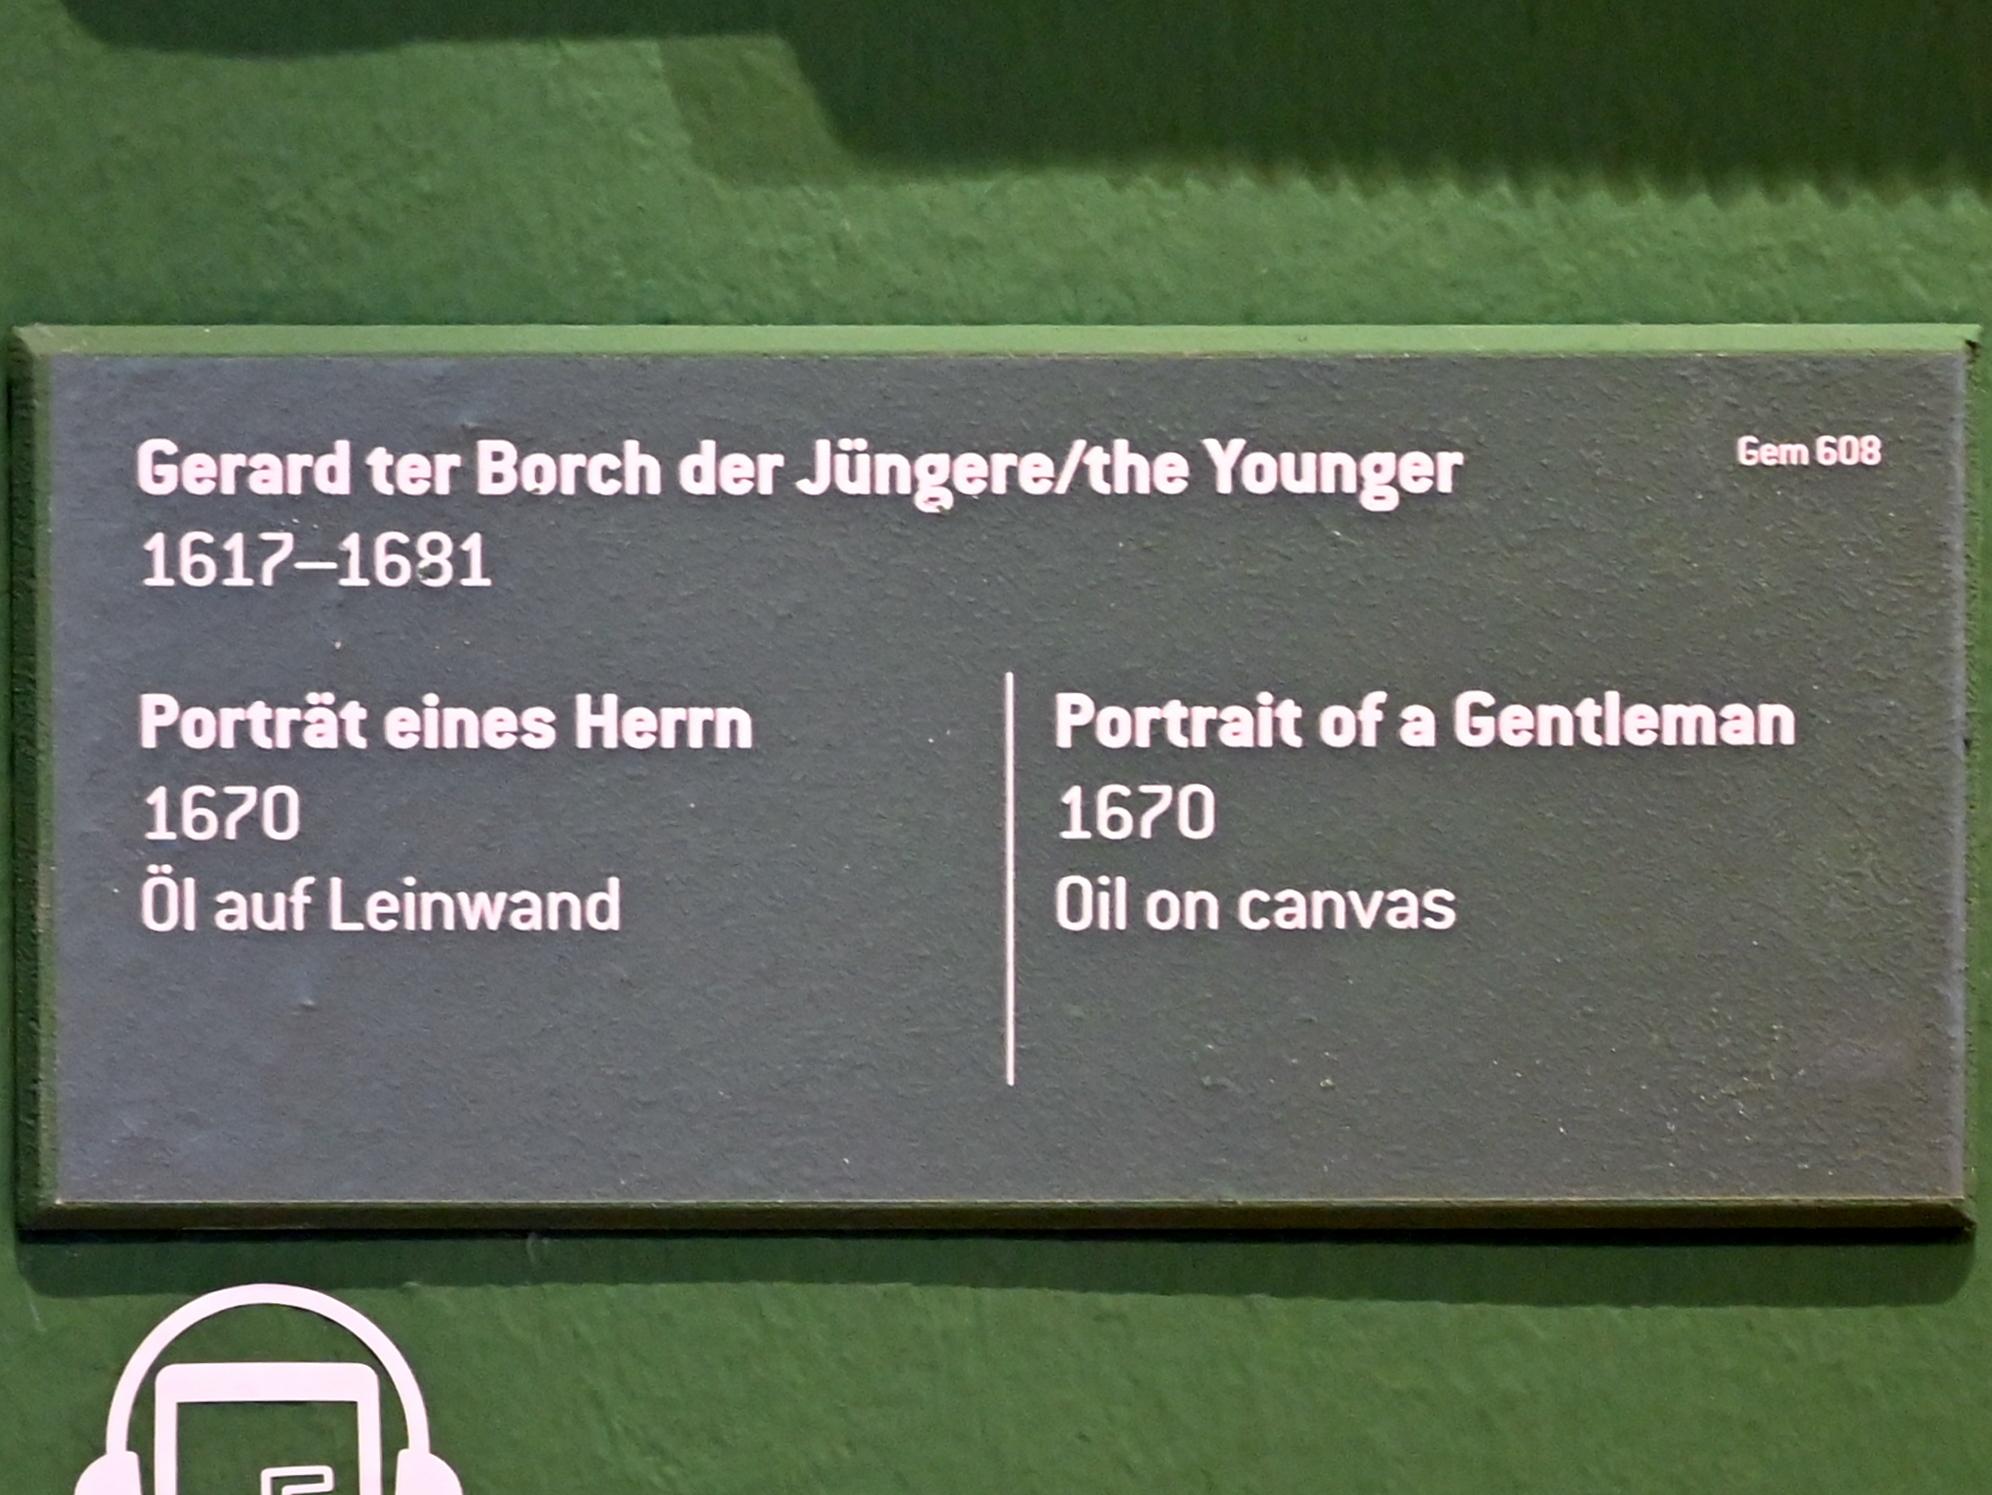 Gerard ter Borch der Jüngere/the Younger
Gem 608
1617–1681
Porträt eines Herrn
1670
Öl auf Leinwand
Portrait of a Gentleman
1670
Oil on canvas